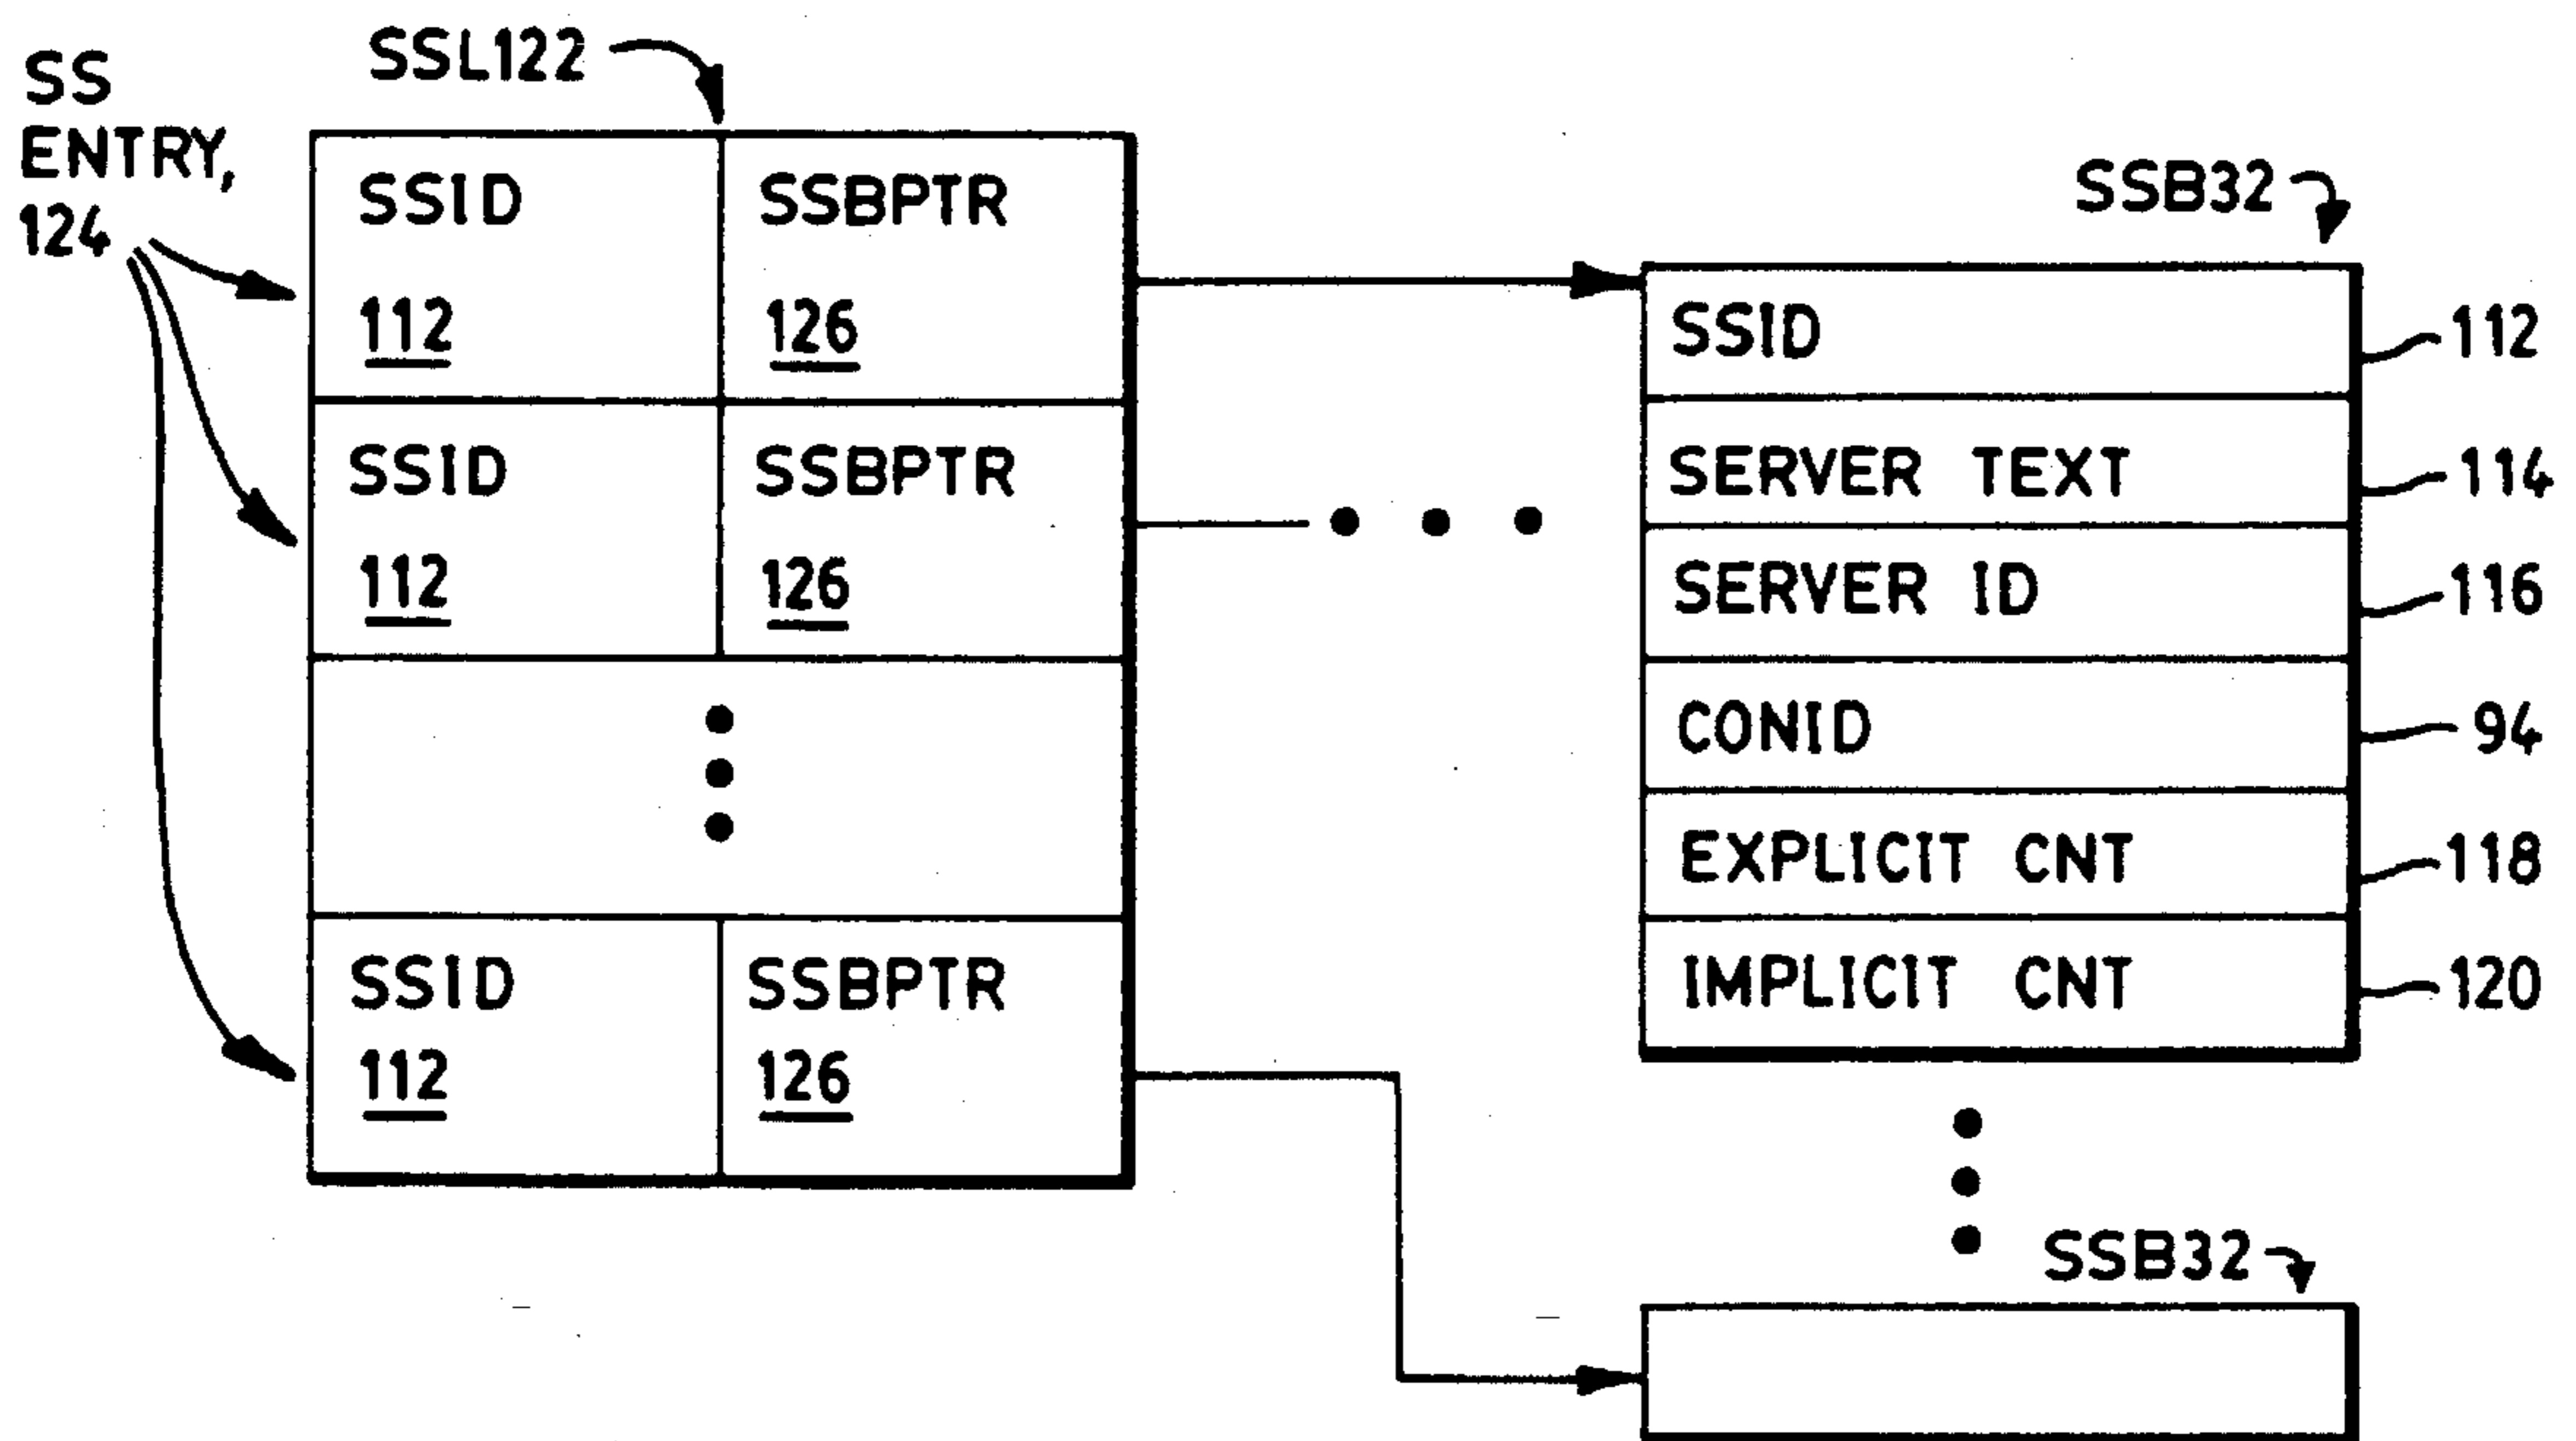 SS
ENTRY,
124
SSL122
SSID
SSBPTR
112
126
SSID
SSBPTR
112
126
SSID
SSBPTR
112
126
SSB32
SSID
112
SERVER TEXT
114
SERVER ID
116
CONID
94
EXPLICIT CNT
118
IMPLICIT CNT
120
SSB32